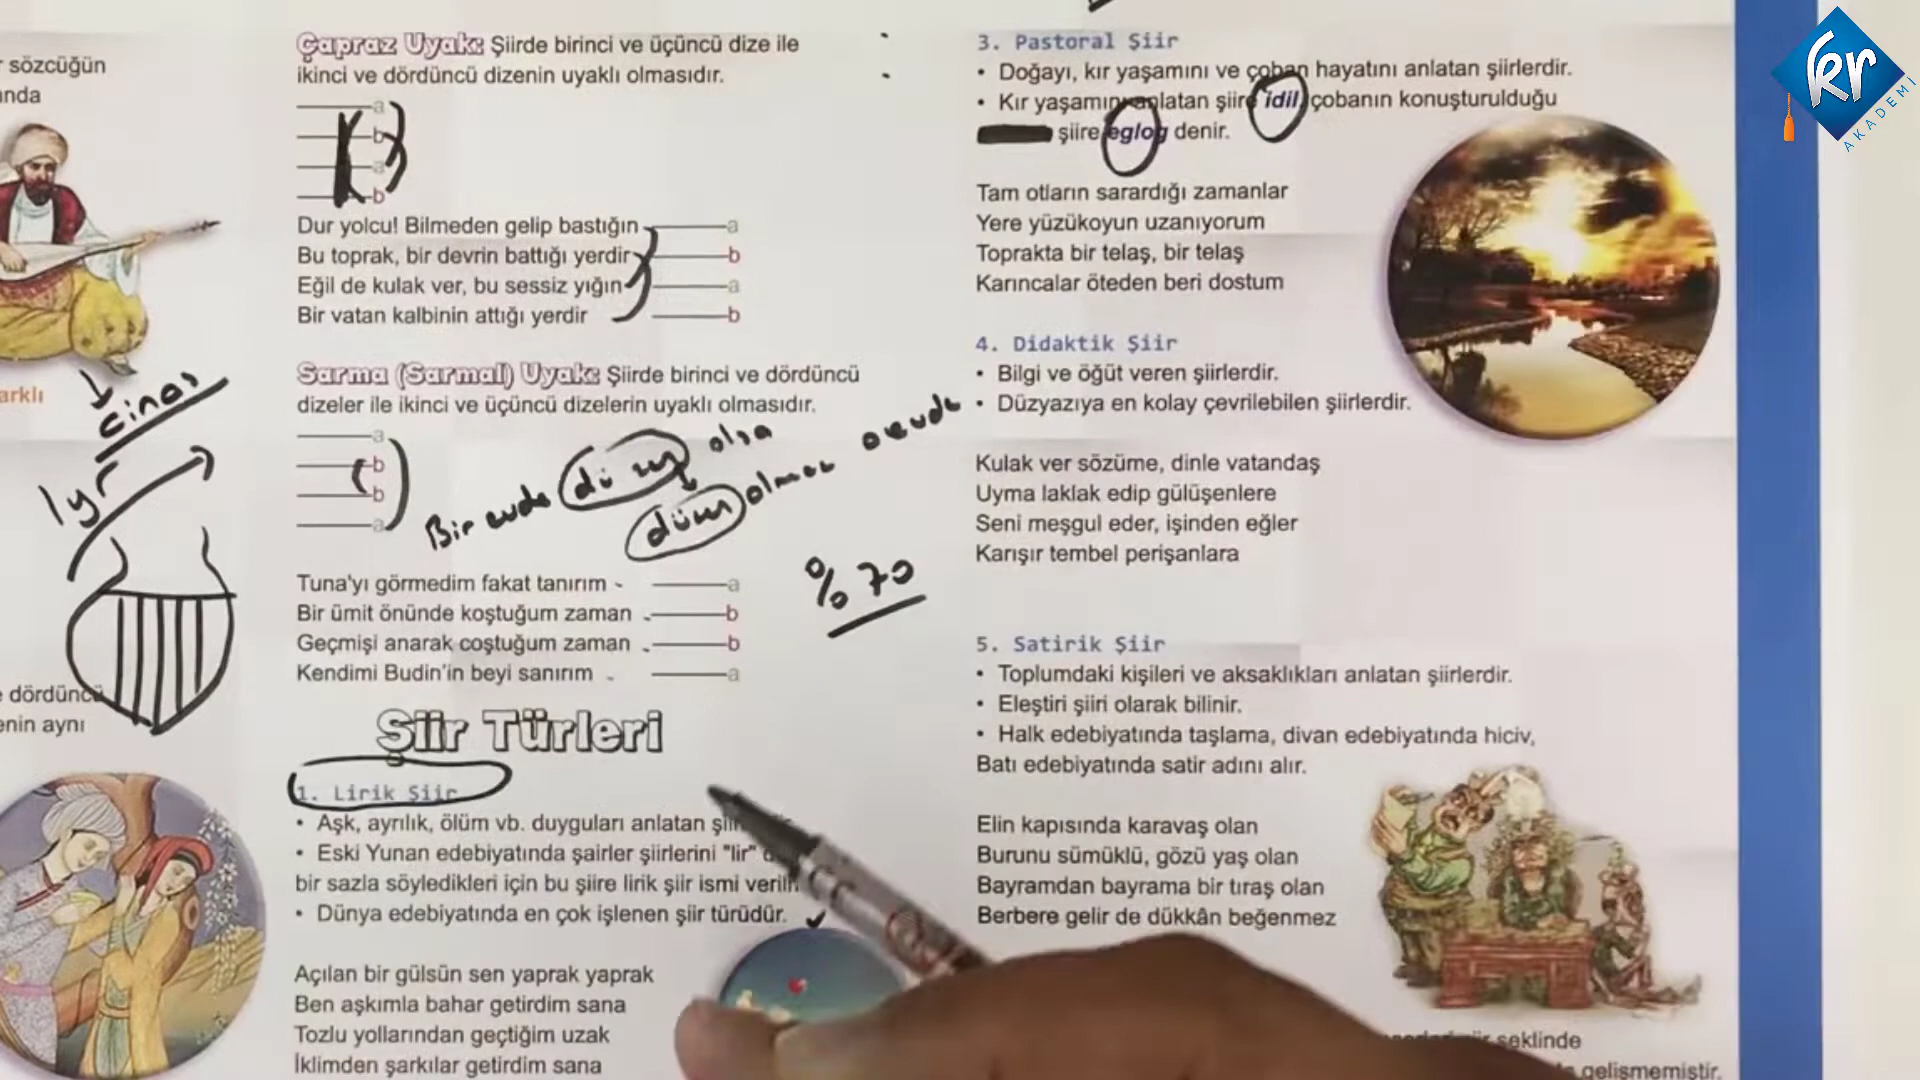 sözcüğün
arklı
cinas
lyr
dördüncü
enin aynı
Çapraz Uyak: Şiirde birinci ve üçüncü dize ile
ikinci ve dördüncü dizenin uyaklı olmasıdır.
a
b
a
b
Dur yolcu! Bilmeden gelip bastığın a
Bu toprak, bir devrin battığı yerdir b
Eğil de kulak ver, bu sessiz yığın a
Bir vatan kalbinin attığı yerdir b
Sarma (Sarmal) Uyak: Şiirde birinci ve dördüncü
dizeler ile ikinci ve üçüncü dizelerin uyaklı olmasıdır.
a
b
b
a
Bir evde olsa
olmaz
%70
Tuna'yı görmedim fakat tanırım a
Bir ümit önünde koştuğum zaman b
Geçmişi anarak coştuğum zaman b
Kendimi Budin'in beyi sanırım a
Şiir Türleri
1. Lirik Şiir
• Aşk, ayrılık, ölüm vb. duyguları anlatan
• Eski Yunan edebiyatında şairler şiirlerini "lir"
bir sazla söyledikleri için bu şiire lirik şiir ismi
• Dünya edebiyatında en çok işlenen şiir türüdür.
Açılan bir gülsün sen yaprak yaprak
Ben aşkımla bahar getirdim sana
Tozlu yollarından geçtiğim uzak
İklimden şarkılar getirdim sana
3. Pastoral Şiir
• Doğayı, kır yaşamını ve çoban hayatını anlatan şiirlerdir.
• Kır yaşamını anlatan şiire idil, çobanın konuşturulduğu
şiire eglog denir.
Tam otların sarardığı zamanlar
Yere yüzükoyun uzanıyorum
Toprakta bir telaş, bir telaş
Karıncalar öteden beri dostum
4. Didaktik Şiir
• Bilgi ve öğüt veren şiirlerdir.
• Düzyazıya en kolay çevrilebilen şiirlerdir.
Kulak ver sözüme, dinle vatandaş
Uyma laklak edip gülüşenlere
Seni meşgul eder, işinden eğler
Karışır tembel perişanlara
5. Satirik Şiir
• Toplumdaki kişileri ve aksaklıkları anlatan şiirlerdir.
• Eleştiri şiiri olarak bilinir.
• Halk edebiyatında taşlama, divan edebiyatında hiciv,
Batı edebiyatında satir adını alır.
Elin kapısında karavaş olan
Burunu sümüklü, gözü yaş olan
Bayramdan bayrama bir tıraş olan
Berbere gelir de dükkân beğenmez
şeklinde
gelişmemiştir.
kr
AKADEMİ